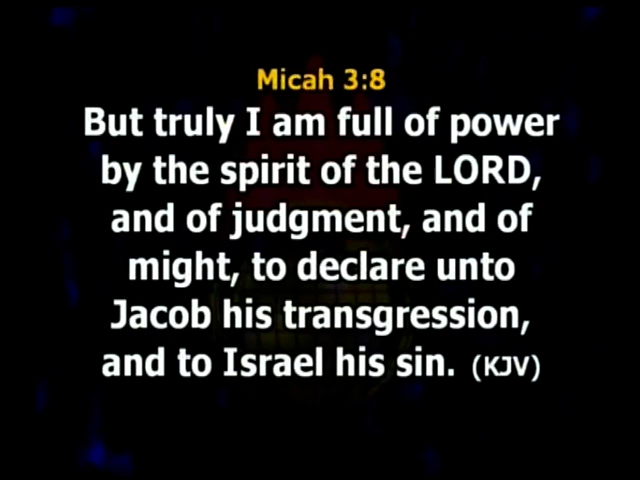 Micah 3:8
But truly I am full of power
by the spirit of the LORD,
and of judgment, and of
might, to declare unto
Jacob his transgression,
and to Israel his sin. (KJV)